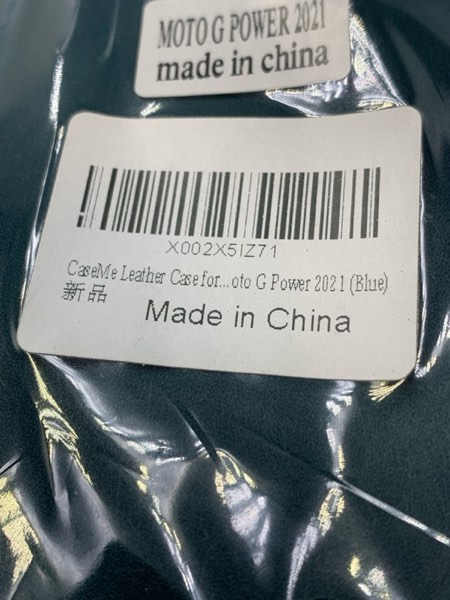 MOTO G POWER 2021
made in china
X002X5IZ71
CaseMe Leather Case for...oto G Power 2021 (Blue)
新品
Made in China